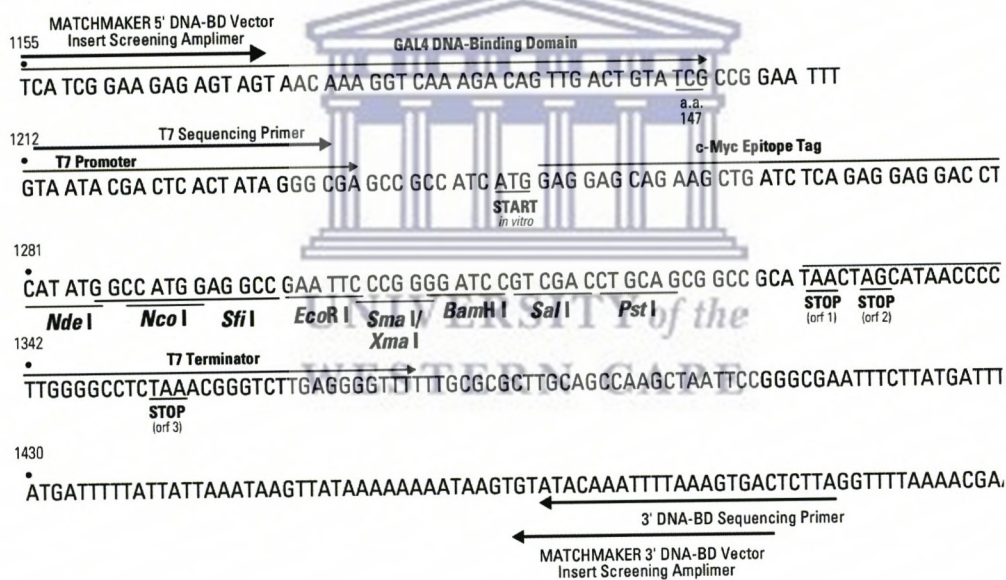 MATCHMAKER 5' DNA-BD Vector
Insert Screening Amplimer
1155
GAL4 DNA-Binding Domain
TCA TCG GAA GAG AGT AGT AAC AAA GGT CAA AGA CAG TTG ACT GTA TCG CCG GAA TTT
a.a.
147
1212
T7 Sequencing Primer
T7 Promoter
c-Myc Epitope Tag
GTA ATA CGA CTC ACT ATA GGG CGA GCC GCC ATC ATG GAG GAG CAG AAG CTG ATC TCA GAG GAG GAC CT
START
in vitro
1281
CAT ATG GCC ATG GAG GCC GAA TTC CCG GGG ATC CGT CGA CCT GCA GCG GCC GCA TAACTAGCATAACCCC
Nde I Nco I Sfi I EcoR I Sma I/ BamH I Sal I Pst I
Xma I
STOP STOP
(orf 1) (orf 2)
UNIVERSITY of the
WESTERN CAPE
1342
T7 Terminator
TTGGGGCCTCTAAACGGGTCTTGAGGGGTTTTTTGCGCGCTTGCAGCCAAGCTAATTCCGGGCGAATTTCTTATGATTT
STOP
(orf 3)
1430
ATGATTTTTATTATTAAATAAGTTATAAAAAAAATAAGTGTATACAAATTTTAAAGTGACTCTTAGGTTTTAAAACGA
3' DNA-BD Sequencing Primer
MATCHMAKER 3' DNA-BD Vector
Insert Screening Amplimer